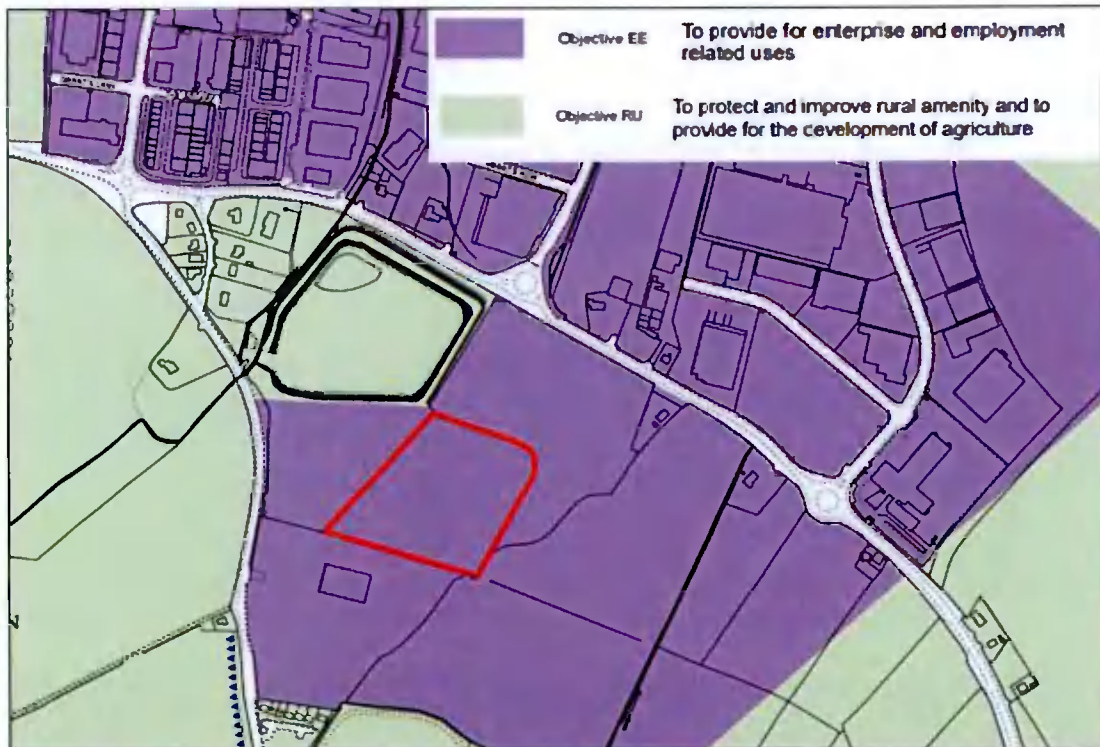 Objective EE
To provide for enterprise and employment
related uses
Objective RU
To protect and improve rural amenity and to
provide for the cevelopment of agriculture